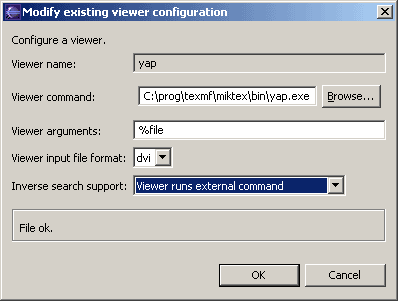 Modify existing viewer configuration
Configure a viewer.
Viewer name: yap
Viewer command: C:\prog\texmf\miktex\bin\yap.exe Browse...
Viewer arguments: %file
Viewer input file format: dvi
Inverse search support: Viewer runs external command
File ok.
OK Cancel